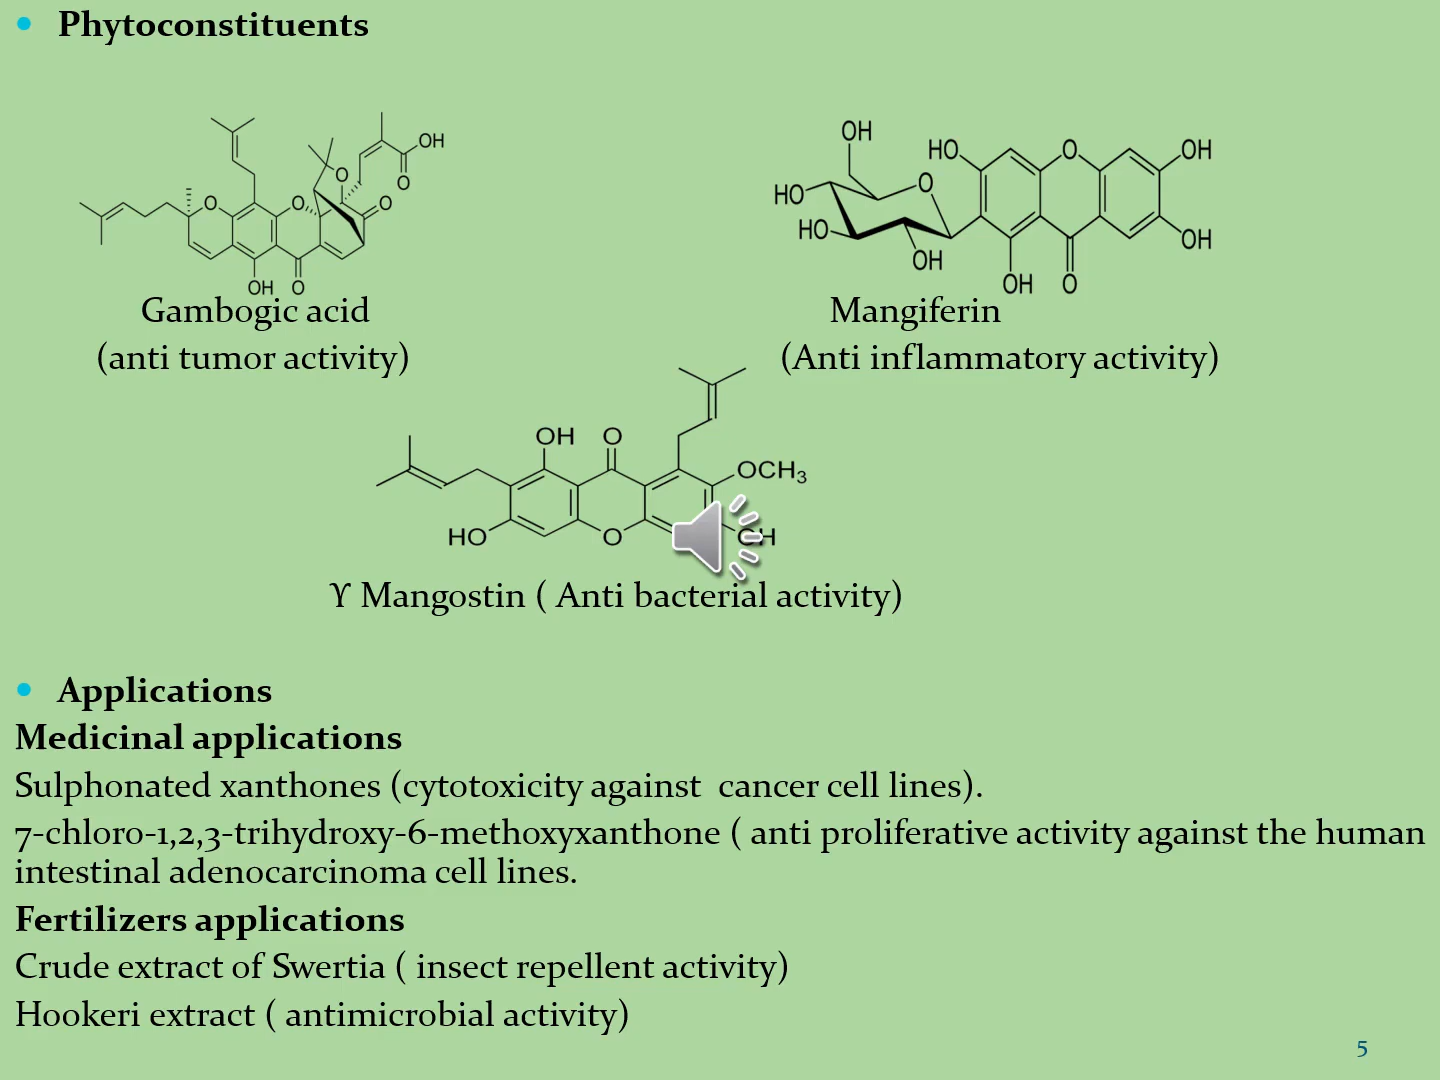 Phytoconstituents
OH
O
O
O
O
O
OH
O
Gambogic acid
(anti tumor activity)
OH
HO
O
OH
HO
O
HO
OH
OH
OH
O
Mangiferin
(Anti inflammatory activity)
OH
O
OCH3
HO
O
OH
ϒ Mangostin ( Anti bacterial activity)
Applications
Medicinal applications
Sulphonated xanthones (cytotoxicity against cancer cell lines).
7-chloro-1,2,3-trihydroxy-6-methoxyxanthone ( anti proliferative activity against the human
intestinal adenocarcinoma cell lines.
Fertilizers applications
Crude extract of Swertia ( insect repellent activity)
Hookeri extract ( antimicrobial activity)
5